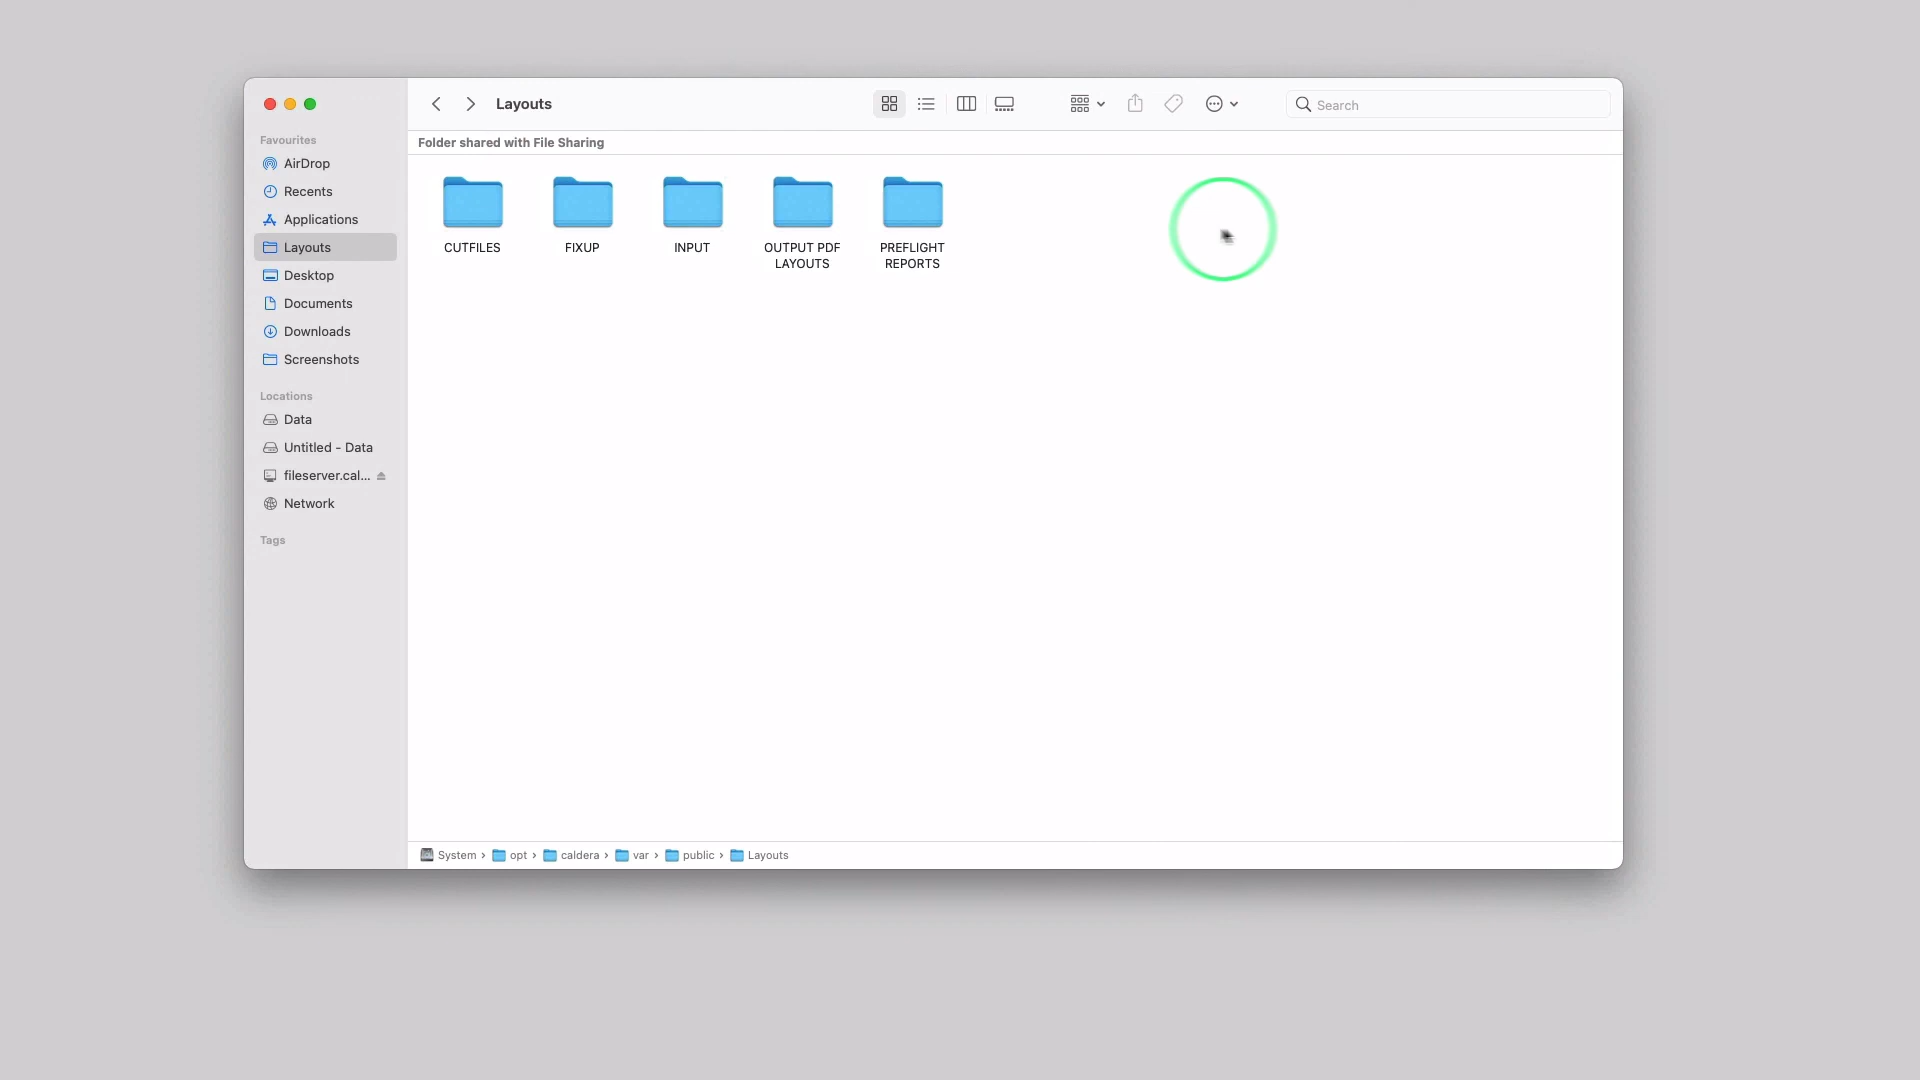 Layouts
Search
Folder shared with File Sharing
Favourites
AirDrop
Recents
Applications
Layouts
Desktop
Documents
Downloads
Screenshots
Locations
Data
Untitled - Data
fileserver.cal...
Network
Tags
CUTFILES
FIXUP
INPUT
OUTPUT PDF
LAYOUTS
PREFLIGHT
REPORTS
System › opt › caldera › var › public › Layouts